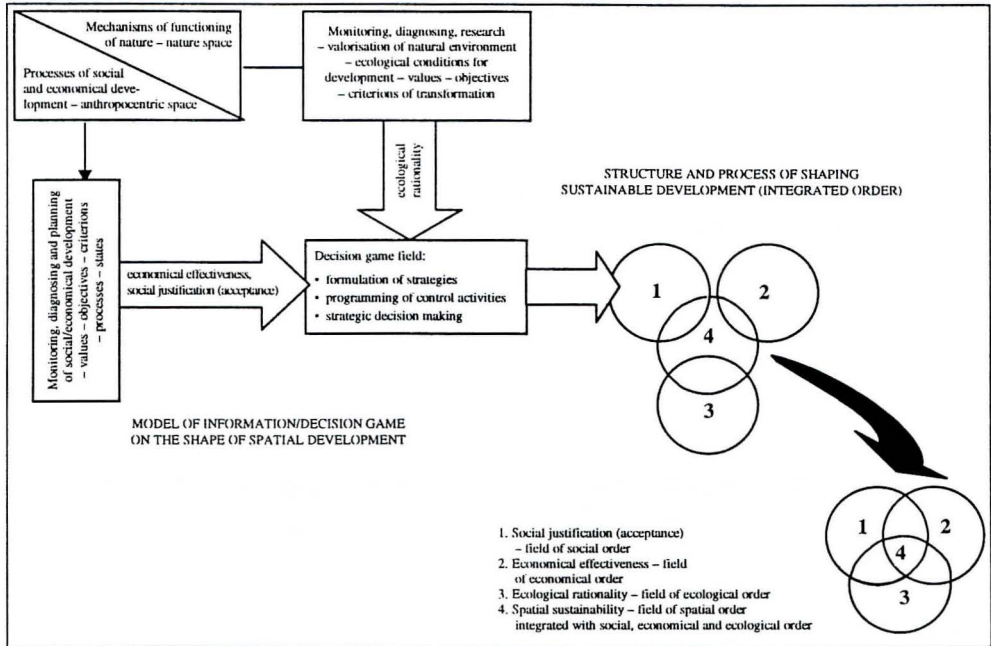 Mechanisms of functioning
of nature – nature space
Processes of social
and economical deve-
lopment – anthropocentric space
Monitoring, diagnosing, research
– valorisation of natural environment
– ecological conditions for
development – values – objectives
– criterions of transformation
ecological
rationality
STRUCTURE AND PROCESS OF SHAPING
SUSTAINABLE DEVELOPMENT (INTEGRATED ORDER)
Monitoring, diagnosing and planning
of social/economical development
– values – objectives – criterions
– processes – states
economical effectiveness,
social justification (acceptance)
Decision game field:
• formulation of strategies
• programming of control activities
• strategic decision making
1
2
4
3
MODEL OF INFORMATION/DECISION GAME
ON THE SHAPE OF SPATIAL DEVELOPMENT
1
2
4
3
1. Social justification (acceptance)
– field of social order
2. Economical effectiveness – field
of economical order
3. Ecological rationality – field of ecological order
4. Spatial sustainability – field of spatial order
integrated with social, economical and ecological order